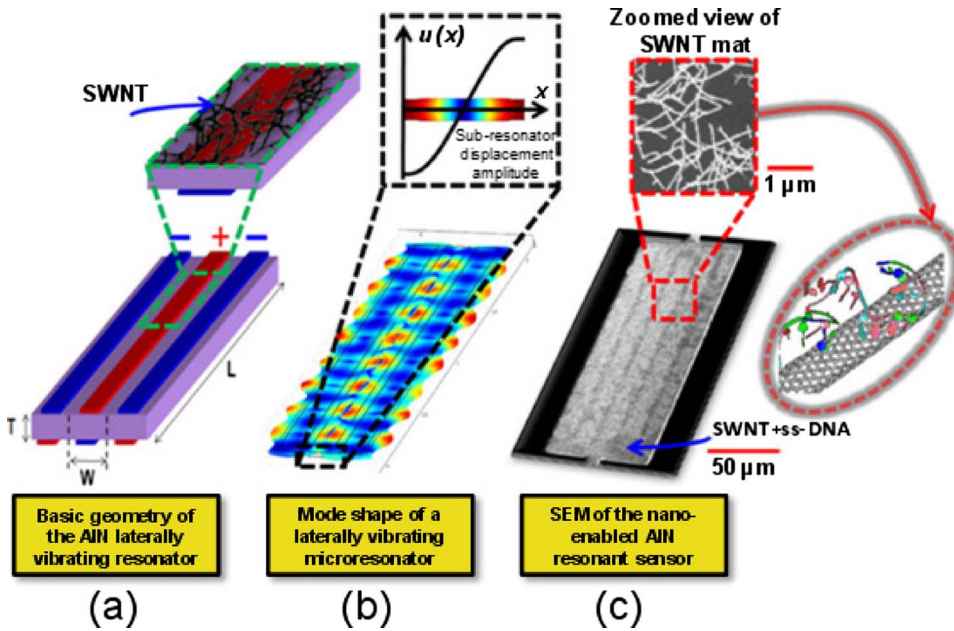 SWNT
− + −
L
T
W
Basic geometry of
the AlN laterally
vibrating resonator
(a)
u(x)
x
Sub-resonator
displacement
amplitude
Mode shape of a
laterally vibrating
microresonator
(b)
Zoomed view of
SWNT mat
1 µm
SWNT+ss-DNA
50 µm
SEM of the nano-
enabled AlN
resonant sensor
(c)